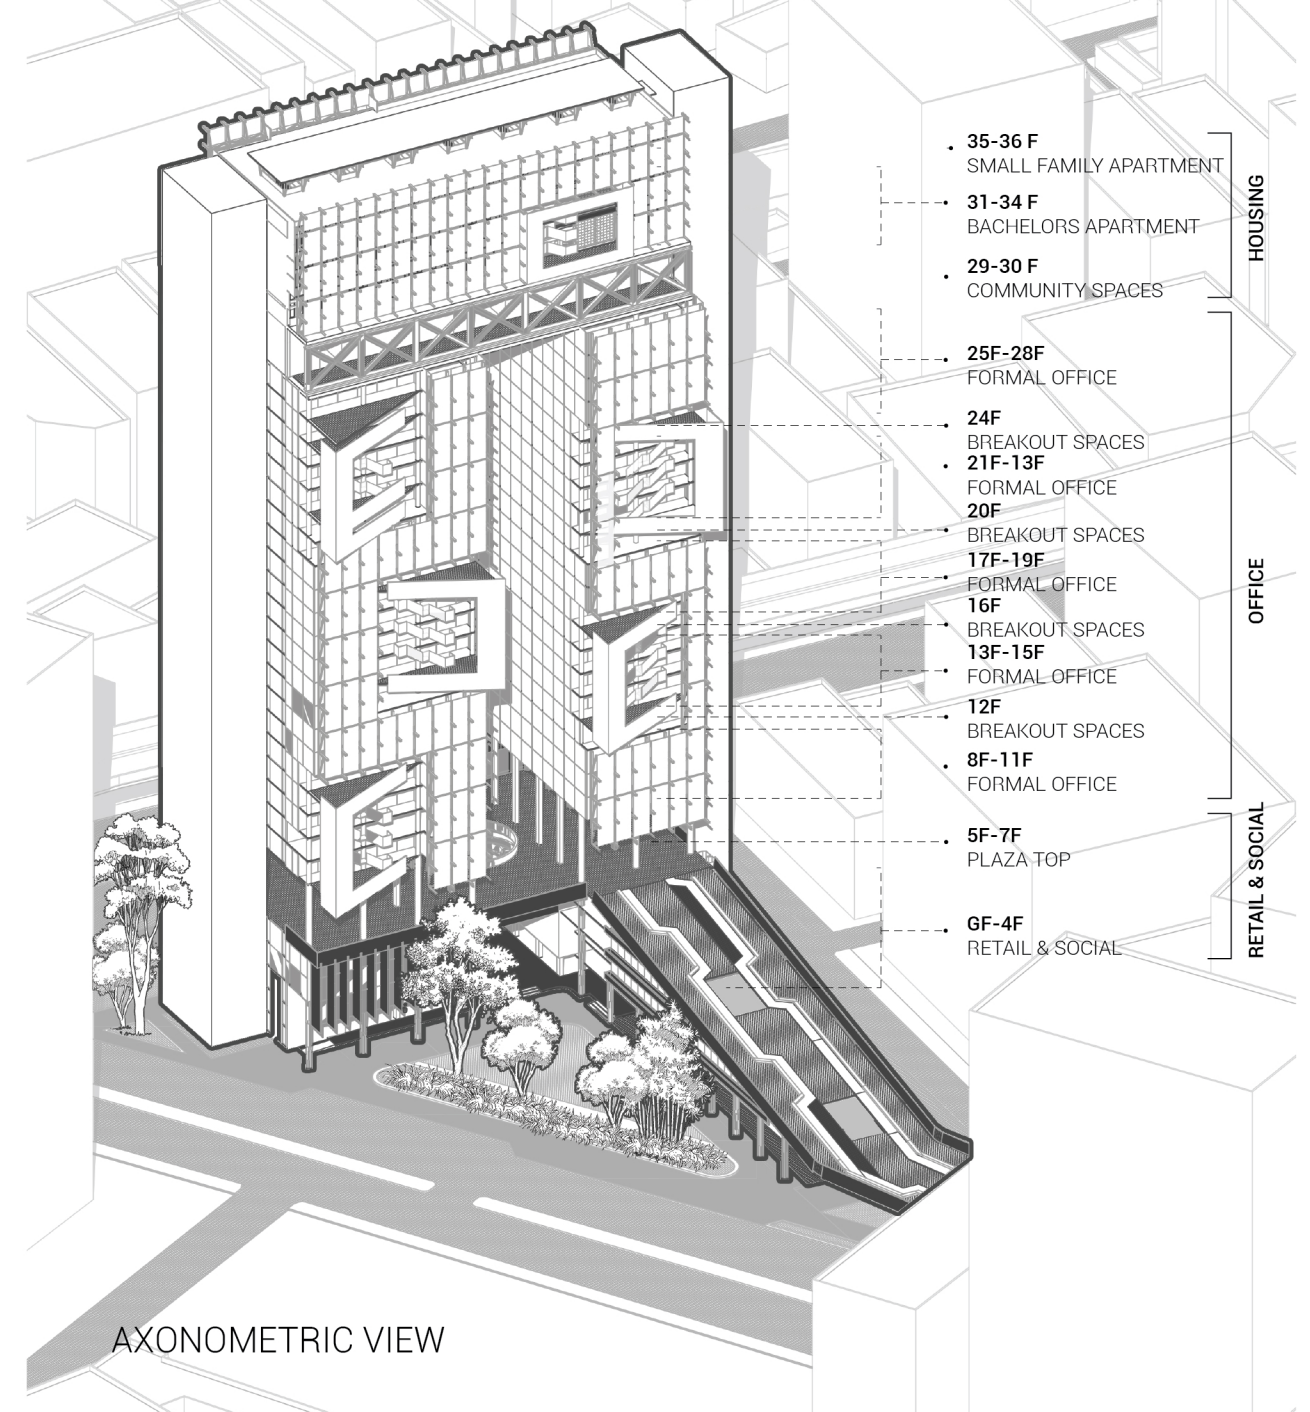 35-36 F
SMALL FAMILY APARTMENT
31-34 F
BACHELORS APARTMENT
29-30 F
COMMUNITY SPACES
HOUSING
25F-28F
FORMAL OFFICE
24F
BREAKOUT SPACES
21F-13F
FORMAL OFFICE
20F
BREAKOUT SPACES
17F-19F
FORMAL OFFICE
16F
BREAKOUT SPACES
13F-15F
FORMAL OFFICE
12F
BREAKOUT SPACES
8F-11F
FORMAL OFFICE
OFFICE
5F-7F
PLAZA TOP
GF-4F
RETAIL & SOCIAL
RETAIL & SOCIAL
AXONOMETRIC VIEW